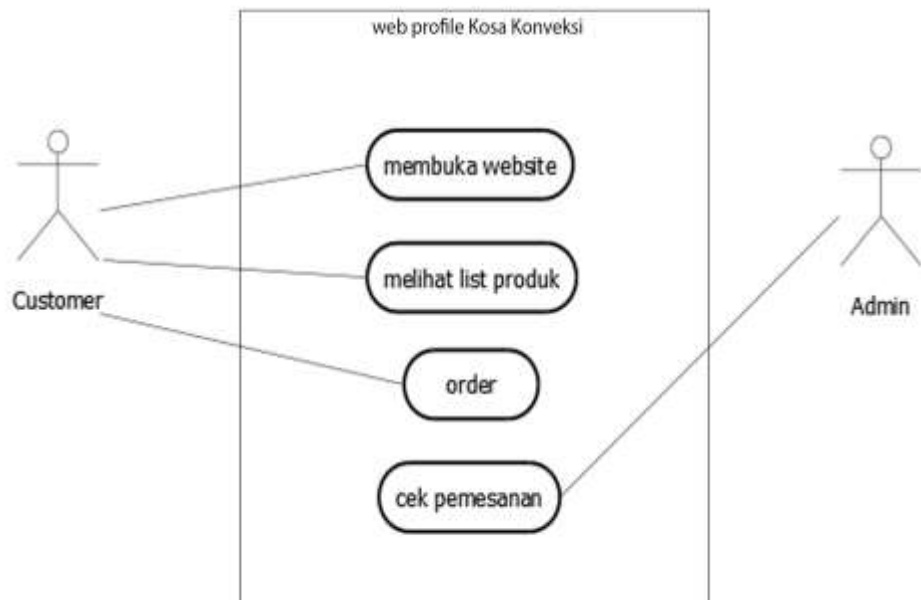 web profile Kosa Konveksi
membuka website
melihat list produk
Customer
Admin
order
cek pemesanan